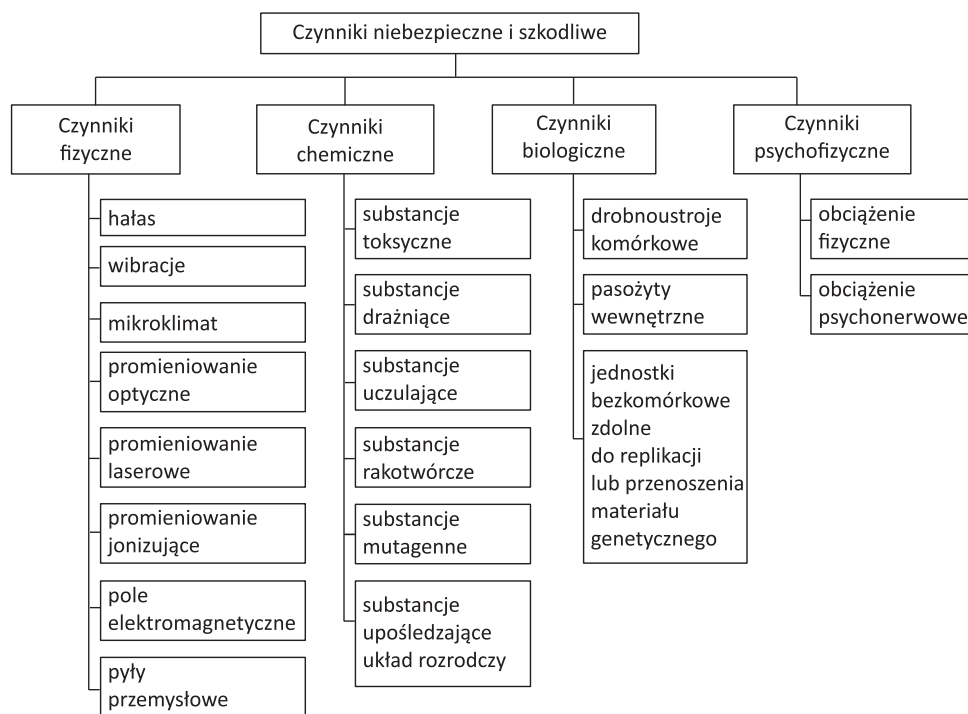 Czynniki niebezpieczne i szkodliwe
Czynniki
fizyczne
hałas
wibracje
mikroklimat
promieniowanie
optyczne
promieniowanie
laserowe
promieniowanie
jonizujące
pole
elektromagnetyczne
pyły
przemysłowe
Czynniki
chemiczne
substancje
toksyczne
substancje
drażniące
substancje
uczulające
substancje
rakotwórcze
substancje
mutagenne
substancje
upośledzające
układ rozrodczy
Czynniki
biologiczne
drobnoustroje
komórkowe
pasożyty
wewnętrzne
jednostki
bezkomórkowe
zdolne
do replikacji
lub przenoszenia
materiału
genetycznego
Czynniki
psychofizyczne
obciążenie
fizyczne
obciążenie
psychonerwowe